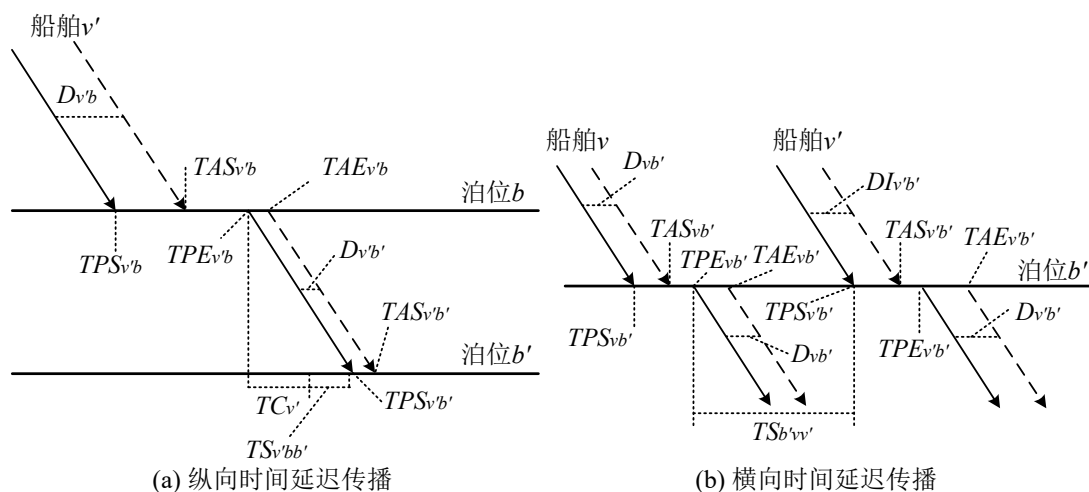 船舶v'
Dv'b
TASv'b
TAEv'b
泊位b
TPSv'b
TPEv'b
Dv'b'
TASv'b'
泊位b'
TCv'
TPSv'b'
TSv'bb'
(a) 纵向时间延迟传播
船舶v
船舶v'
Dvb'
DIv'b'
TASvb'
TPEvb'
TAEvb'
TASv'b'
TAEv'b'
泊位b'
TPSvb'
TPSv'b'
Dvb'
TPEv'b'
Dv'b'
TSb'vv'
(b) 横向时间延迟传播